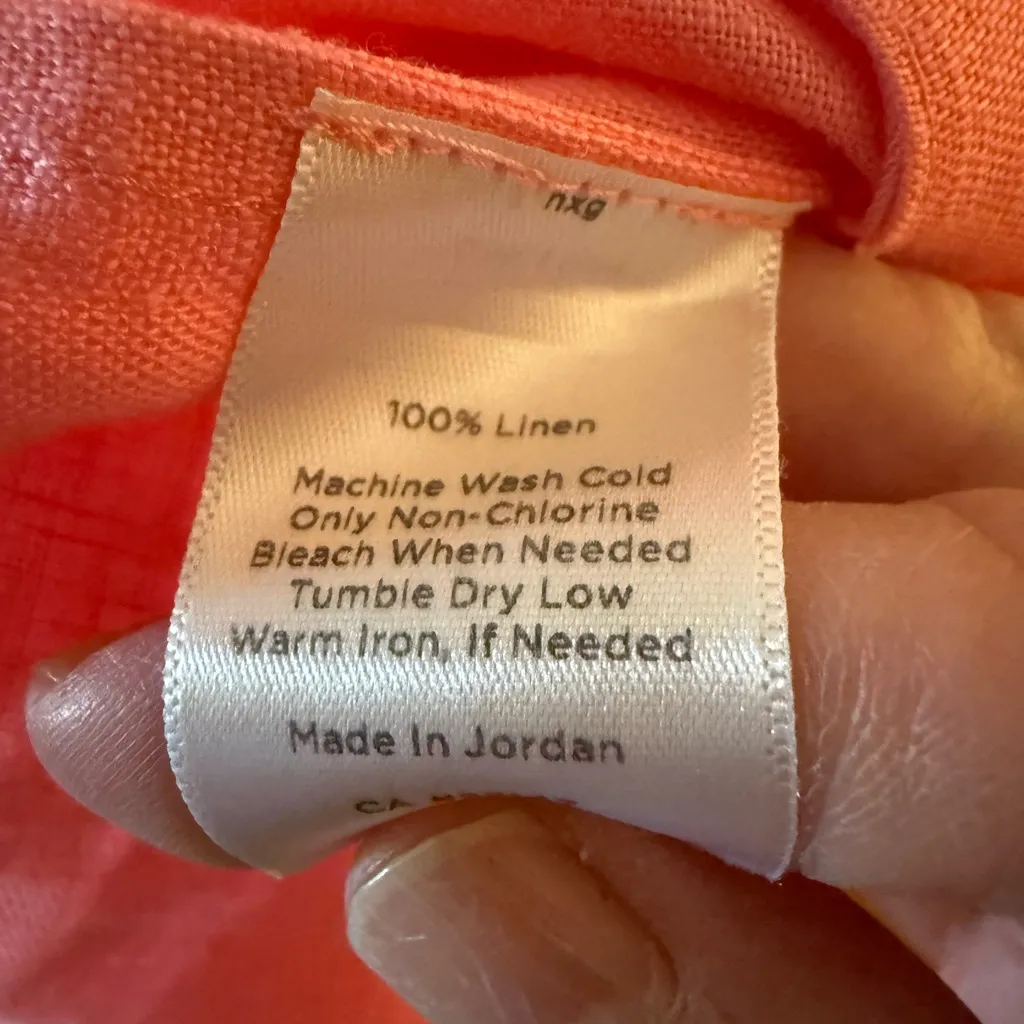 nxg
100% Linen
Machine Wash Cold
Only Non-Chlorine
Bleach When Needed
Tumble Dry Low
Warm Iron, If Needed
Made In Jordan
CA